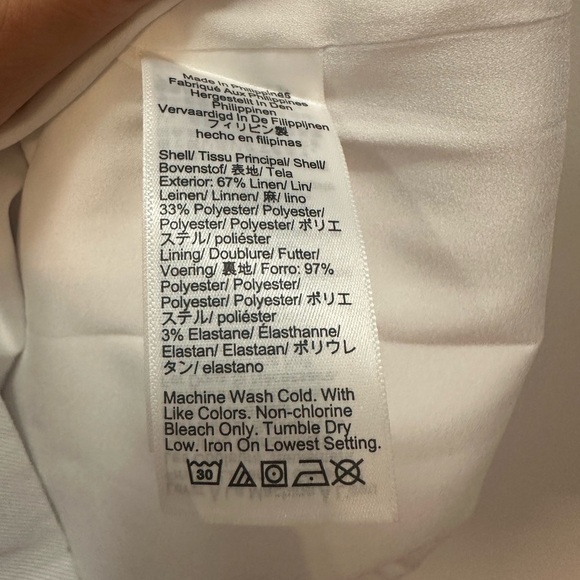 Made In Philippines
Fabriqué Aux Philippines
Hergestellt In Den
Philippinen
Vervaardigd In De Filippijnen
フィリピン製
hecho en filipinas
Shell/ Tissu Principal/ Shell/
Bovenstof/ 表地/ Tela
Exterior: 67% Linen/ Lin/
Leinen/ Linnen/ 麻/ lino
33% Polyester/ Polyester/
Polyester/ Polyester/ ポリエ
ステル/ poliéster
Lining/ Doublure/ Futter/
Voering/ 裏地/ Forro: 97%
Polyester/ Polyester/
Polyester/ Polyester/ ポリエ
ステル/ poliéster
3% Elastane/ Élasthanne/
Elastan/ Elastaan/ ポリウレ
タン/ elastano
Machine Wash Cold. With
Like Colors. Non-chlorine
Bleach Only. Tumble Dry
Low. Iron On Lowest Setting.
30